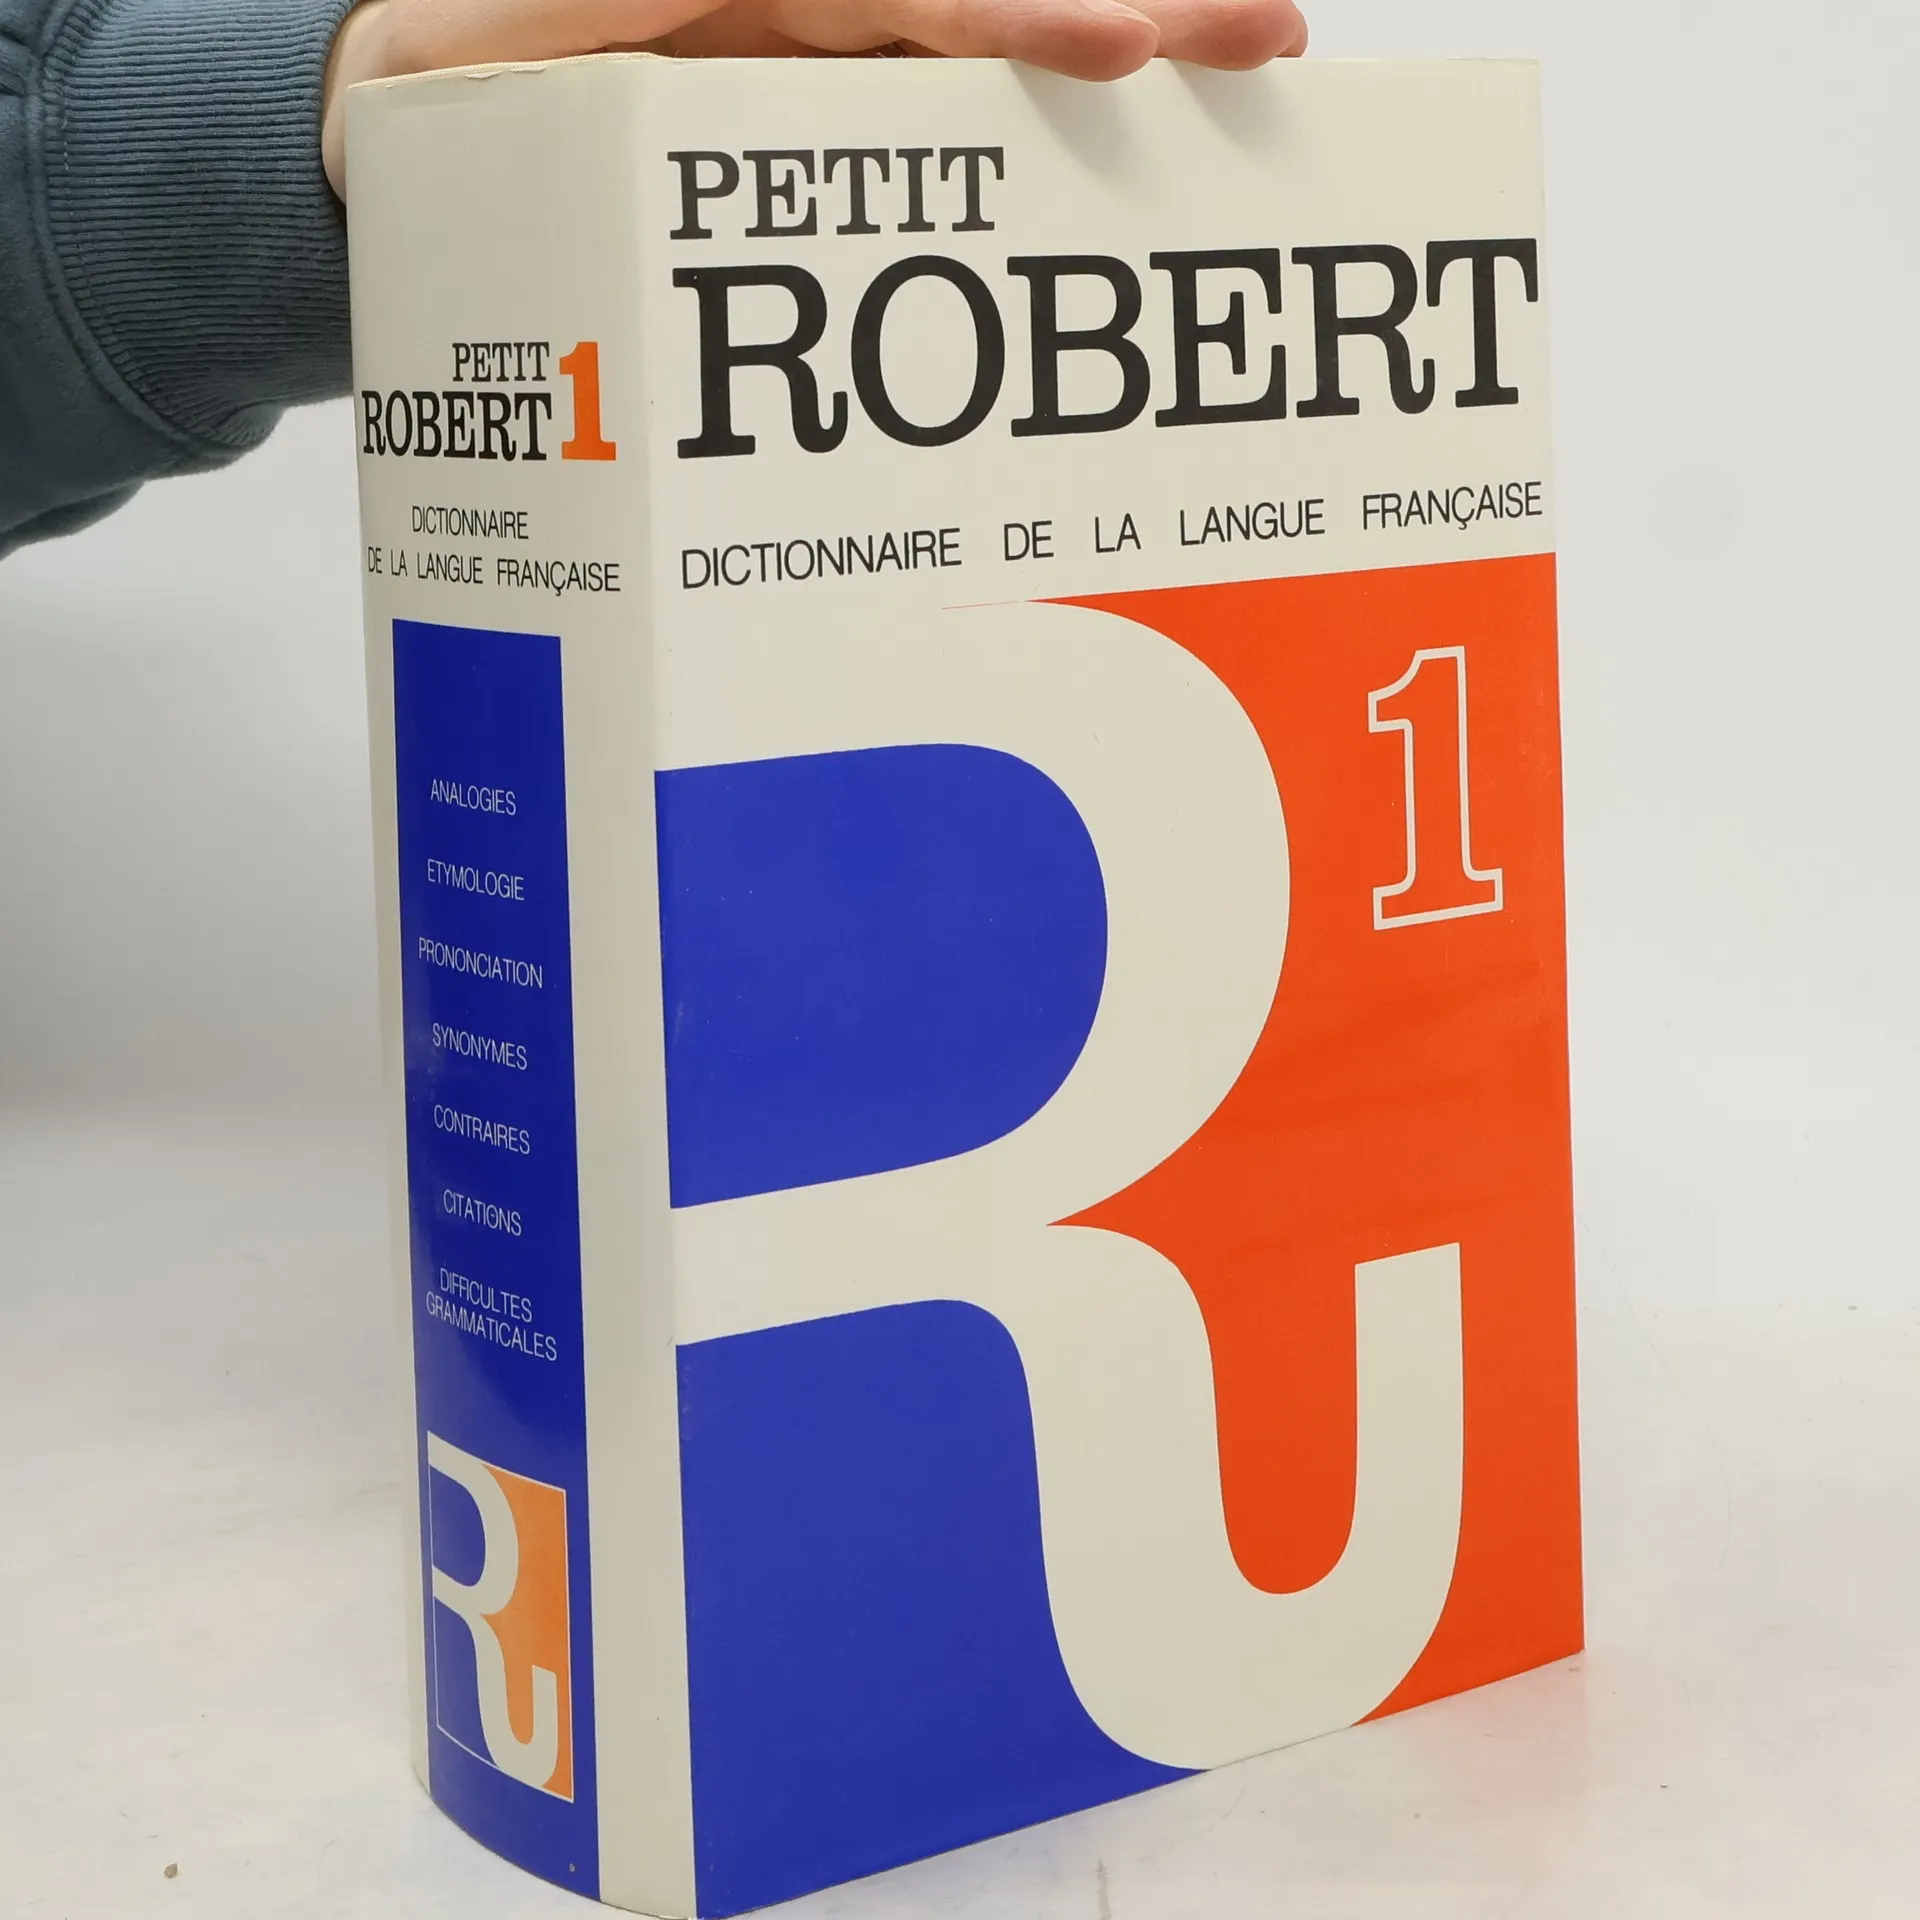 PETIT
ROBERT 1
DICTIONNAIRE
DE LA LANGUE FRANÇAISE
ANALOGIES
ETYMOLOGIE
PRONONCIATION
SYNONYMES
CONTRAIRES
CITATIONS
DIFFICULTES
GRAMMATICALES
R
PETIT
ROBERT
DICTIONNAIRE DE LA LANGUE FRANÇAISE
1
R